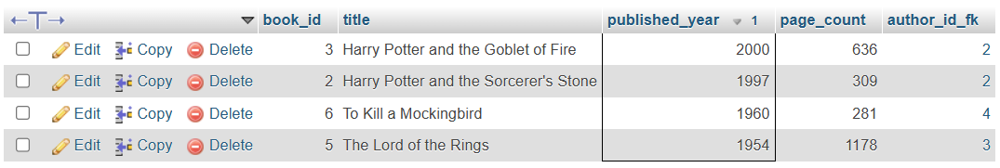 ←T→ book_id title published_year 1 page_count author_id_fk
Edit Copy Delete 3 Harry Potter and the Goblet of Fire 2000 636 2
Edit Copy Delete 2 Harry Potter and the Sorcerer's Stone 1997 309 2
Edit Copy Delete 6 To Kill a Mockingbird 1960 281 4
Edit Copy Delete 5 The Lord of the Rings 1954 1178 3